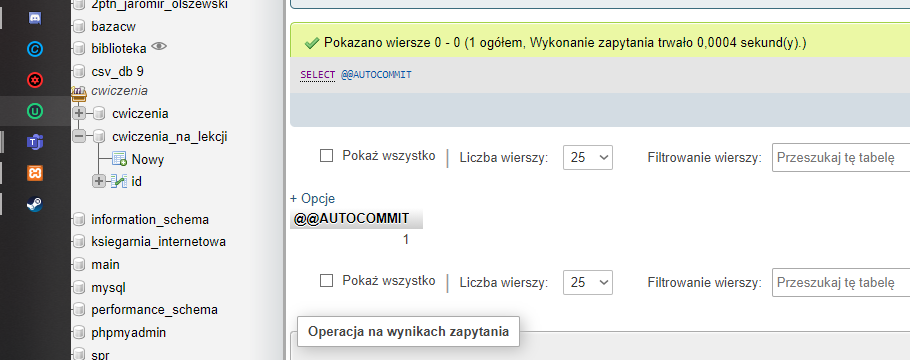 2ptn_jaromir_olszewski
bazacw
biblioteka
csv_db 9
cwiczenia
cwiczenia
cwiczenia_na_lekcji
Nowy
id
information_schema
ksiegarnia_internetowa
main
mysql
performance_schema
phpmyadmin
spr
Pokazano wiersze 0 - 0 (1 ogółem, Wykonanie zapytania trwało 0,0004 sekund(y).)
SELECT @@AUTOCOMMIT
Pokaż wszystko | Liczba wierszy: 25 Filtrowanie wierszy: Przeszukaj tę tabelę
+ Opcje
@@AUTOCOMMIT
1
Pokaż wszystko | Liczba wierszy: 25 Filtrowanie wierszy: Przeszukaj tę tabelę
Operacja na wynikach zapytania